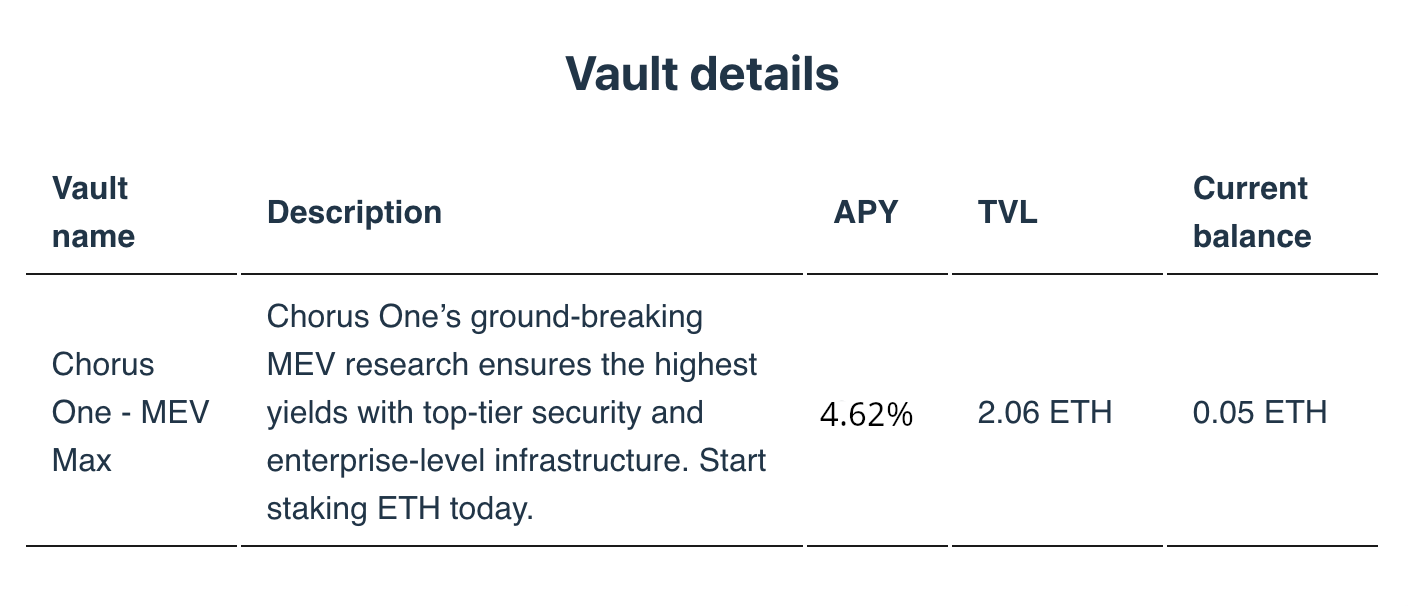 Vault details
Vault
name
Description
APY
TVL
Current
balance
Chorus
One - MEV
Max
Chorus One’s ground-breaking
MEV research ensures the highest
yields with top-tier security and
enterprise-level infrastructure. Start
staking ETH today.
4.62%
2.06 ETH
0.05 ETH